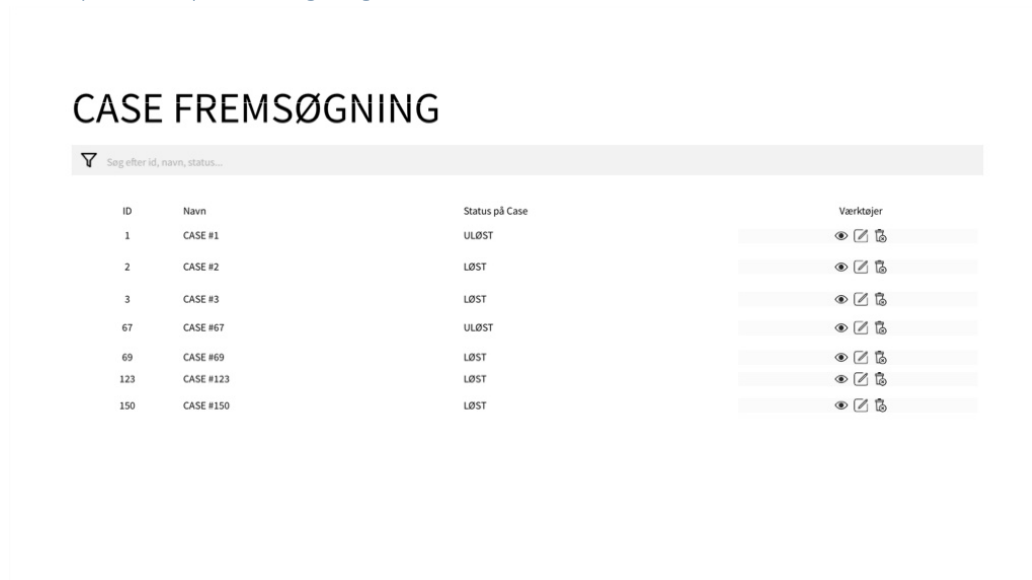 CASE FREMSØGNING
Søg efter id, navn, status...
ID Navn Status på Case Værktøjer
1 CASE #1 ULØST
2 CASE #2 LØST
3 CASE #3 LØST
67 CASE #67 ULØST
69 CASE #69 LØST
123 CASE #123 LØST
150 CASE #150 LØST